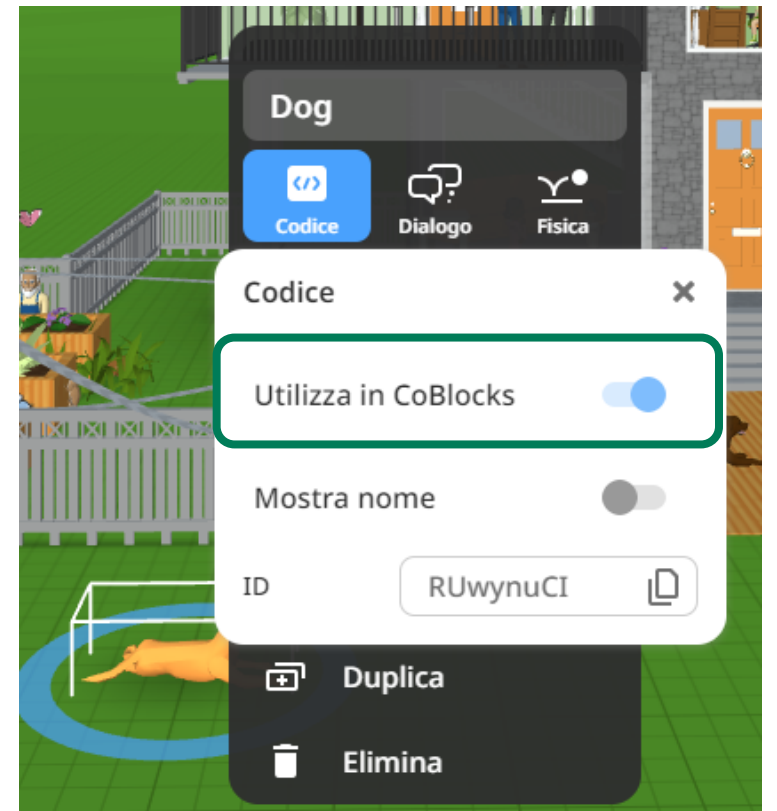 Dog
Codice Dialogo Fisica
Codice
Utilizza in CoBlocks
Mostra nome
ID RUwynuCI
Duplica
Elimina